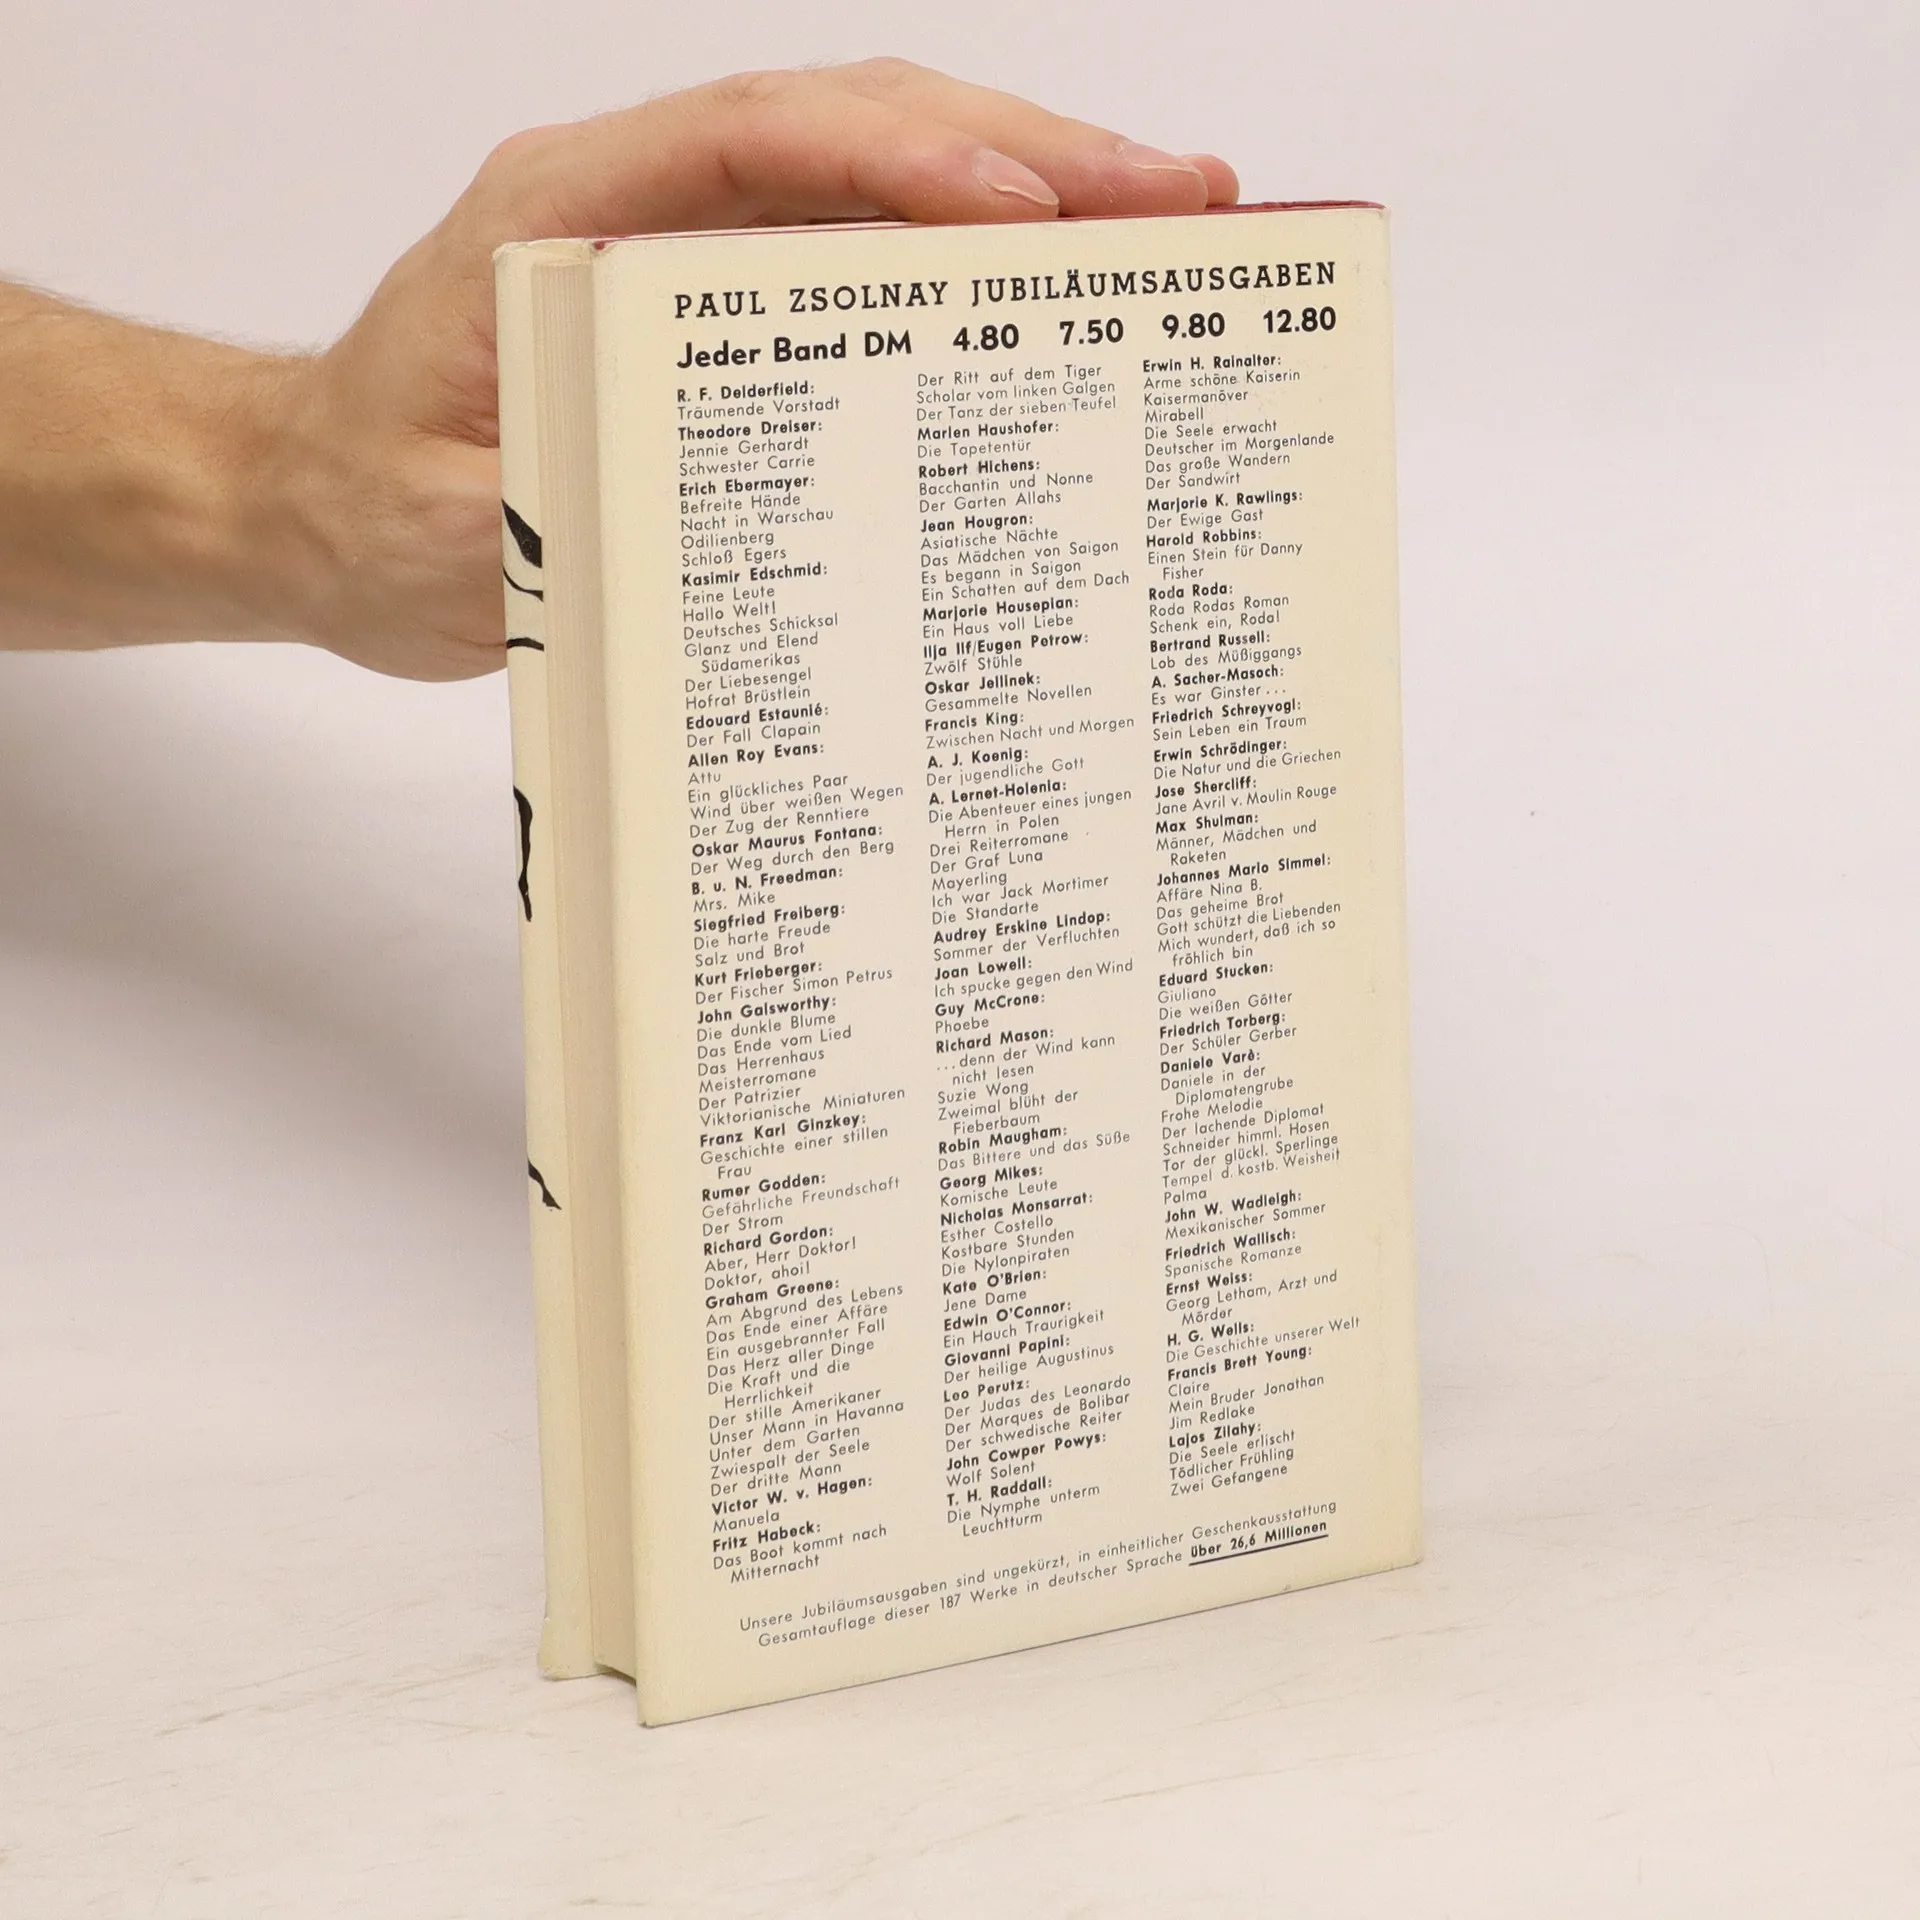 PAUL ZSOLNAY JUBILÄUMSAUSGABEN
Jeder Band DM 4.80 7.50 9.80 12.80
R. F. Delderfield:
Träumende Vorstadt
Theodore Dreiser:
Jennie Gerhardt
Schwester Carrie
Erich Ebermayer:
Befreite Hände
Nacht in Warschau
Odilienberg
Schloß Egers
Kasimir Edschmid:
Feine Leute
Hallo Welt!
Deutsches Schicksal
Glanz und Elend
Südamerikas
Der Liebesengel
Hofrat Brüstlein
Edouard Estaunié:
Der Fall Clapain
Allen Roy Evans:
Attu
Ein glückliches Paar
Wind über weißen Wegen
Der Zug der Renntiere
Oskar Maurus Fontana:
Der Weg durch den Berg
B. u. N. Freedman:
Mrs. Mike
Siegfried Freiberg:
Die harte Freude
Salz und Brot
Kurt Frieberger:
Der Fischer Simon Petrus
John Galsworthy:
Die dunkle Blume
Das Ende vom Lied
Das Herrenhaus
Meisterromane
Der Patrizier
Viktorianische Miniaturen
Franz Karl Ginzkey:
Geschichte einer stillen
Frau
Rumer Godden:
Gefährliche Freundschaft
Der Strom
Richard Gordon:
Aber, Herr Doktor!
Doktor, ahoi!
Graham Greene:
Am Abgrund des Lebens
Das Ende einer Affäre
Ein ausgebrannter Fall
Das Herz aller Dinge
Die Kraft und die
Herrlichkeit
Der stille Amerikaner
Unser Mann in Havanna
Unter dem Garten
Zwiespalt der Seele
Der dritte Mann
Victor W. v. Hagen:
Manuela
Fritz Habeck:
Das Boot kommt nach
Mitternacht
Der Ritt auf dem Tiger
Scholar vom linken Galgen
Der Tanz der sieben Teufel
Marlen Haushofer:
Die Tapetentür
Robert Hichens:
Bacchantin und Nonne
Der Garten Allahs
Jean Hougron:
Asiatische Nächte
Das Mädchen von Saigon
Es begann in Saigon
Ein Schatten auf dem Dach
Marjorie Housepian:
Ein Haus voll Liebe
Ilja Ilf/Eugen Petrow:
Zwölf Stühle
Oskar Jellinek:
Gesammelte Novellen
Francis King:
Zwischen Nacht und Morgen
A. J. Koenig:
Der jugendliche Gott
A. Lernet-Holenia:
Die Abenteuer eines jungen
Herrn in Polen
Drei Reiterromane
Der Graf Luna
Mayerling
Ich war Jack Mortimer
Die Standarte
Audrey Erskine Lindop:
Sommer der Verfluchten
Joan Lowell:
Ich spucke gegen den Wind
Guy McCrone:
Phoebe
Richard Mason:
...denn der Wind kann
nicht lesen
Suzie Wong
Zweimal blüht der
Fieberbaum
Robin Maugham:
Das Bittere und das Süße
Georg Mikes:
Komische Leute
Nicholas Monsarrat:
Esther Costello
Kostbare Stunden
Die Nylonpiraten
Kate O'Brien:
Jene Dame
Edwin O'Connor:
Ein Hauch Traurigkeit
Giovanni Papini:
Der heilige Augustinus
Leo Perutz:
Der Judas des Leonardo
Der Marques de Bolibar
Der schwedische Reiter
John Cowper Powys:
Wolf Solent
T. H. Raddall:
Die Nymphe unterm
Leuchtturm
Erwin H. Rainalter:
Arme schöne Kaiserin
Kaisermanöver
Mirabell
Die Seele erwacht
Deutscher im Morgenlande
Das große Wandern
Der Sandwirt
Marjorie K. Rawlings:
Der Ewige Gast
Harold Robbins:
Einen Stein für Danny
Fisher
Roda Roda:
Roda Rodas Roman
Schenk ein, Roda!
Bertrand Russell:
Lob des Müßiggangs
A. Sacher-Masoch:
Es war Ginster...
Friedrich Schreyvogl:
Sein Leben ein Traum
Erwin Schrödinger:
Die Natur und die Griechen
Jose Shercliff:
Jane Avril v. Moulin Rouge
Max Shulman:
Männer, Mädchen und
Raketen
Johannes Mario Simmel:
Affäre Nina B.
Das geheime Brot
Gott schützt die Liebenden
Mich wundert, daß ich so
fröhlich bin
Eduard Stucken:
Giuliano
Die weißen Götter
Friedrich Torberg:
Der Schüler Gerber
Daniele Varè:
Daniele in der
Diplomatengrube
Frohe Melodie
Der lachende Diplomat
Schneider himml. Hosen
Tor der glückl. Sperlinge
Tempel d. kostb. Weisheit
Palma
John W. Wadleigh:
Mexikanischer Sommer
Friedrich Wallisch:
Spanische Romanze
Ernst Weiss:
Georg Letham, Arzt und
Mörder
H. G. Wells:
Die Geschichte unserer Welt
Francis Brett Young:
Claire
Mein Bruder Jonathan
Jim Redlake
Lajos Zilahy:
Die Seele erlischt
Tödlicher Frühling
Zwei Gefangene
Unsere Jubiläumsausgaben sind ungekürzt, in einheitlicher Geschenkausstattung
Gesamtauflage dieser 187 Werke in deutscher Sprache über 26,6 Millionen